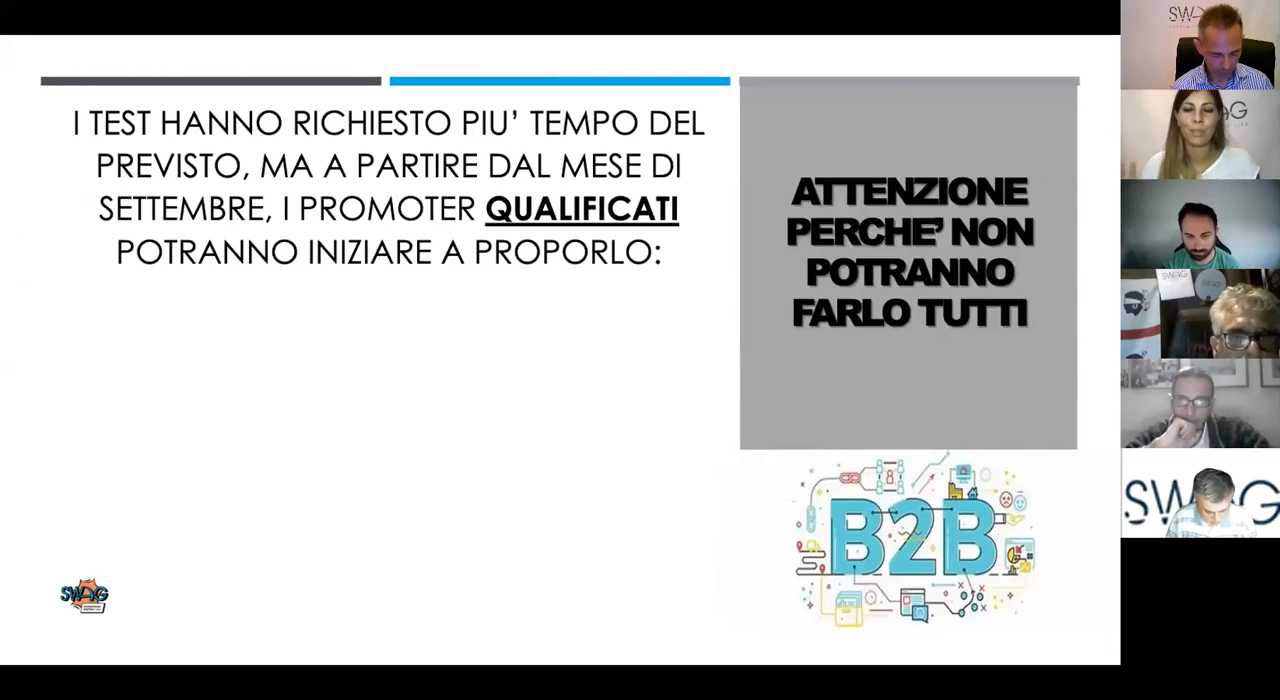 I TEST HANNO RICHIESTO PIU' TEMPO DEL
PREVISTO, MA A PARTIRE DAL MESE DI
SETTEMBRE, I PROMOTER QUALIFICATI
POTRANNO INIZIARE A PROPORLO:
ATTENZIONE
PERCHE' NON
POTRANNO
FARLO TUTTI
B2B
SWAG
SWAG